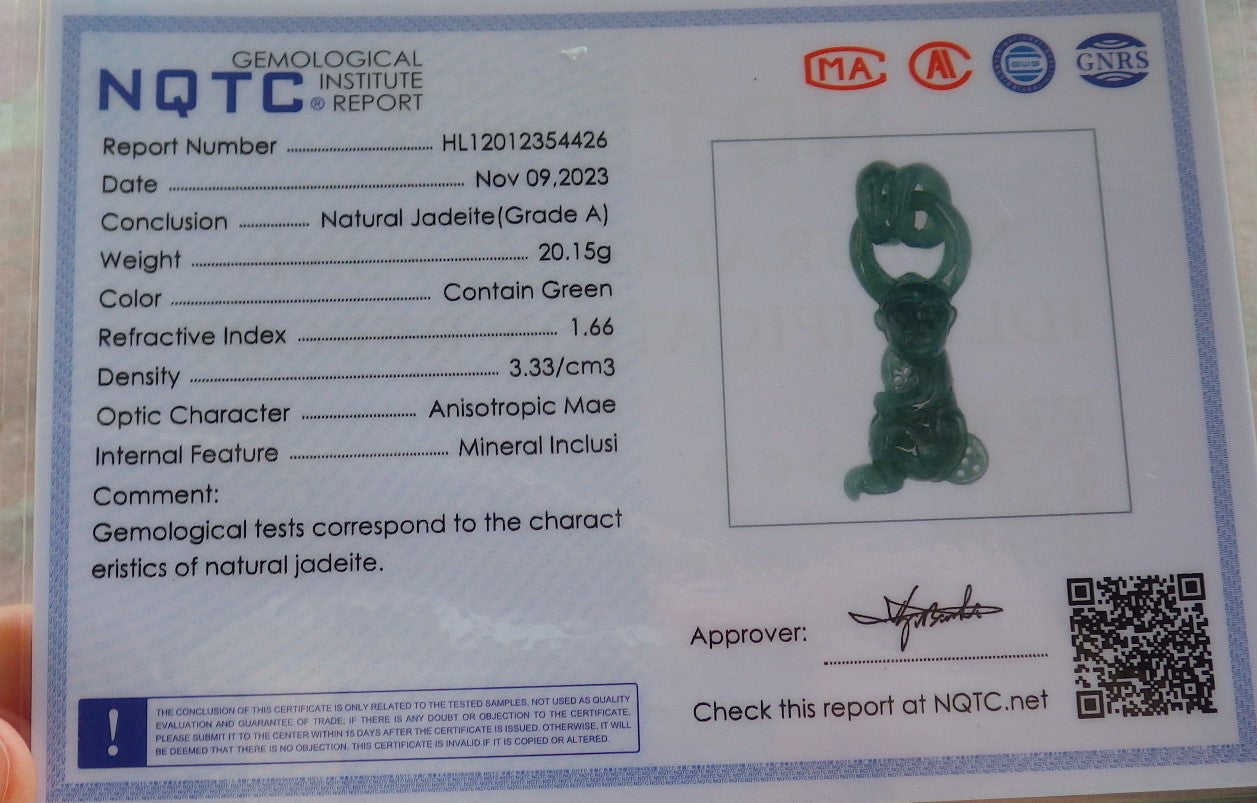 GEMOLOGICAL
NQTC® INSTITUTE
REPORT
Report Number ........ HL12012354426
Date ........ Nov 09,2023
Conclusion ........ Natural Jadeite(Grade A)
Weight ........ 20.15g
Color ........ Contain Green
Refractive Index ........ 1.66
Density ........ 3.33/cm3
Optic Character ........ Anisotropic Mae
Internal Feature ........ Mineral Inclusi
Comment:
Gemological tests correspond to the charact
eristics of natural jadeite.
! THE CONCLUSION OF THIS CERTIFICATE IS ONLY RELATED TO THE TESTED SAMPLES, NOT USED AS QUALITY
EVALUATION AND GUARANTEE OF TRADE; IF THERE IS ANY DOUBT OR OBJECTION TO THE CERTIFICATE,
PLEASE SUBMIT IT TO THE CENTER WITHIN 15 DAYS AFTER THE CERTIFICATE IS ISSUED. OTHERWISE, IT WILL
BE DEEMED THAT THERE IS NO OBJECTION, THIS CERTIFICATE IS INVALID IF IT IS COPIED OR ALTERED.
MA
GNRS
Approver:
Check this report at NQTC.net